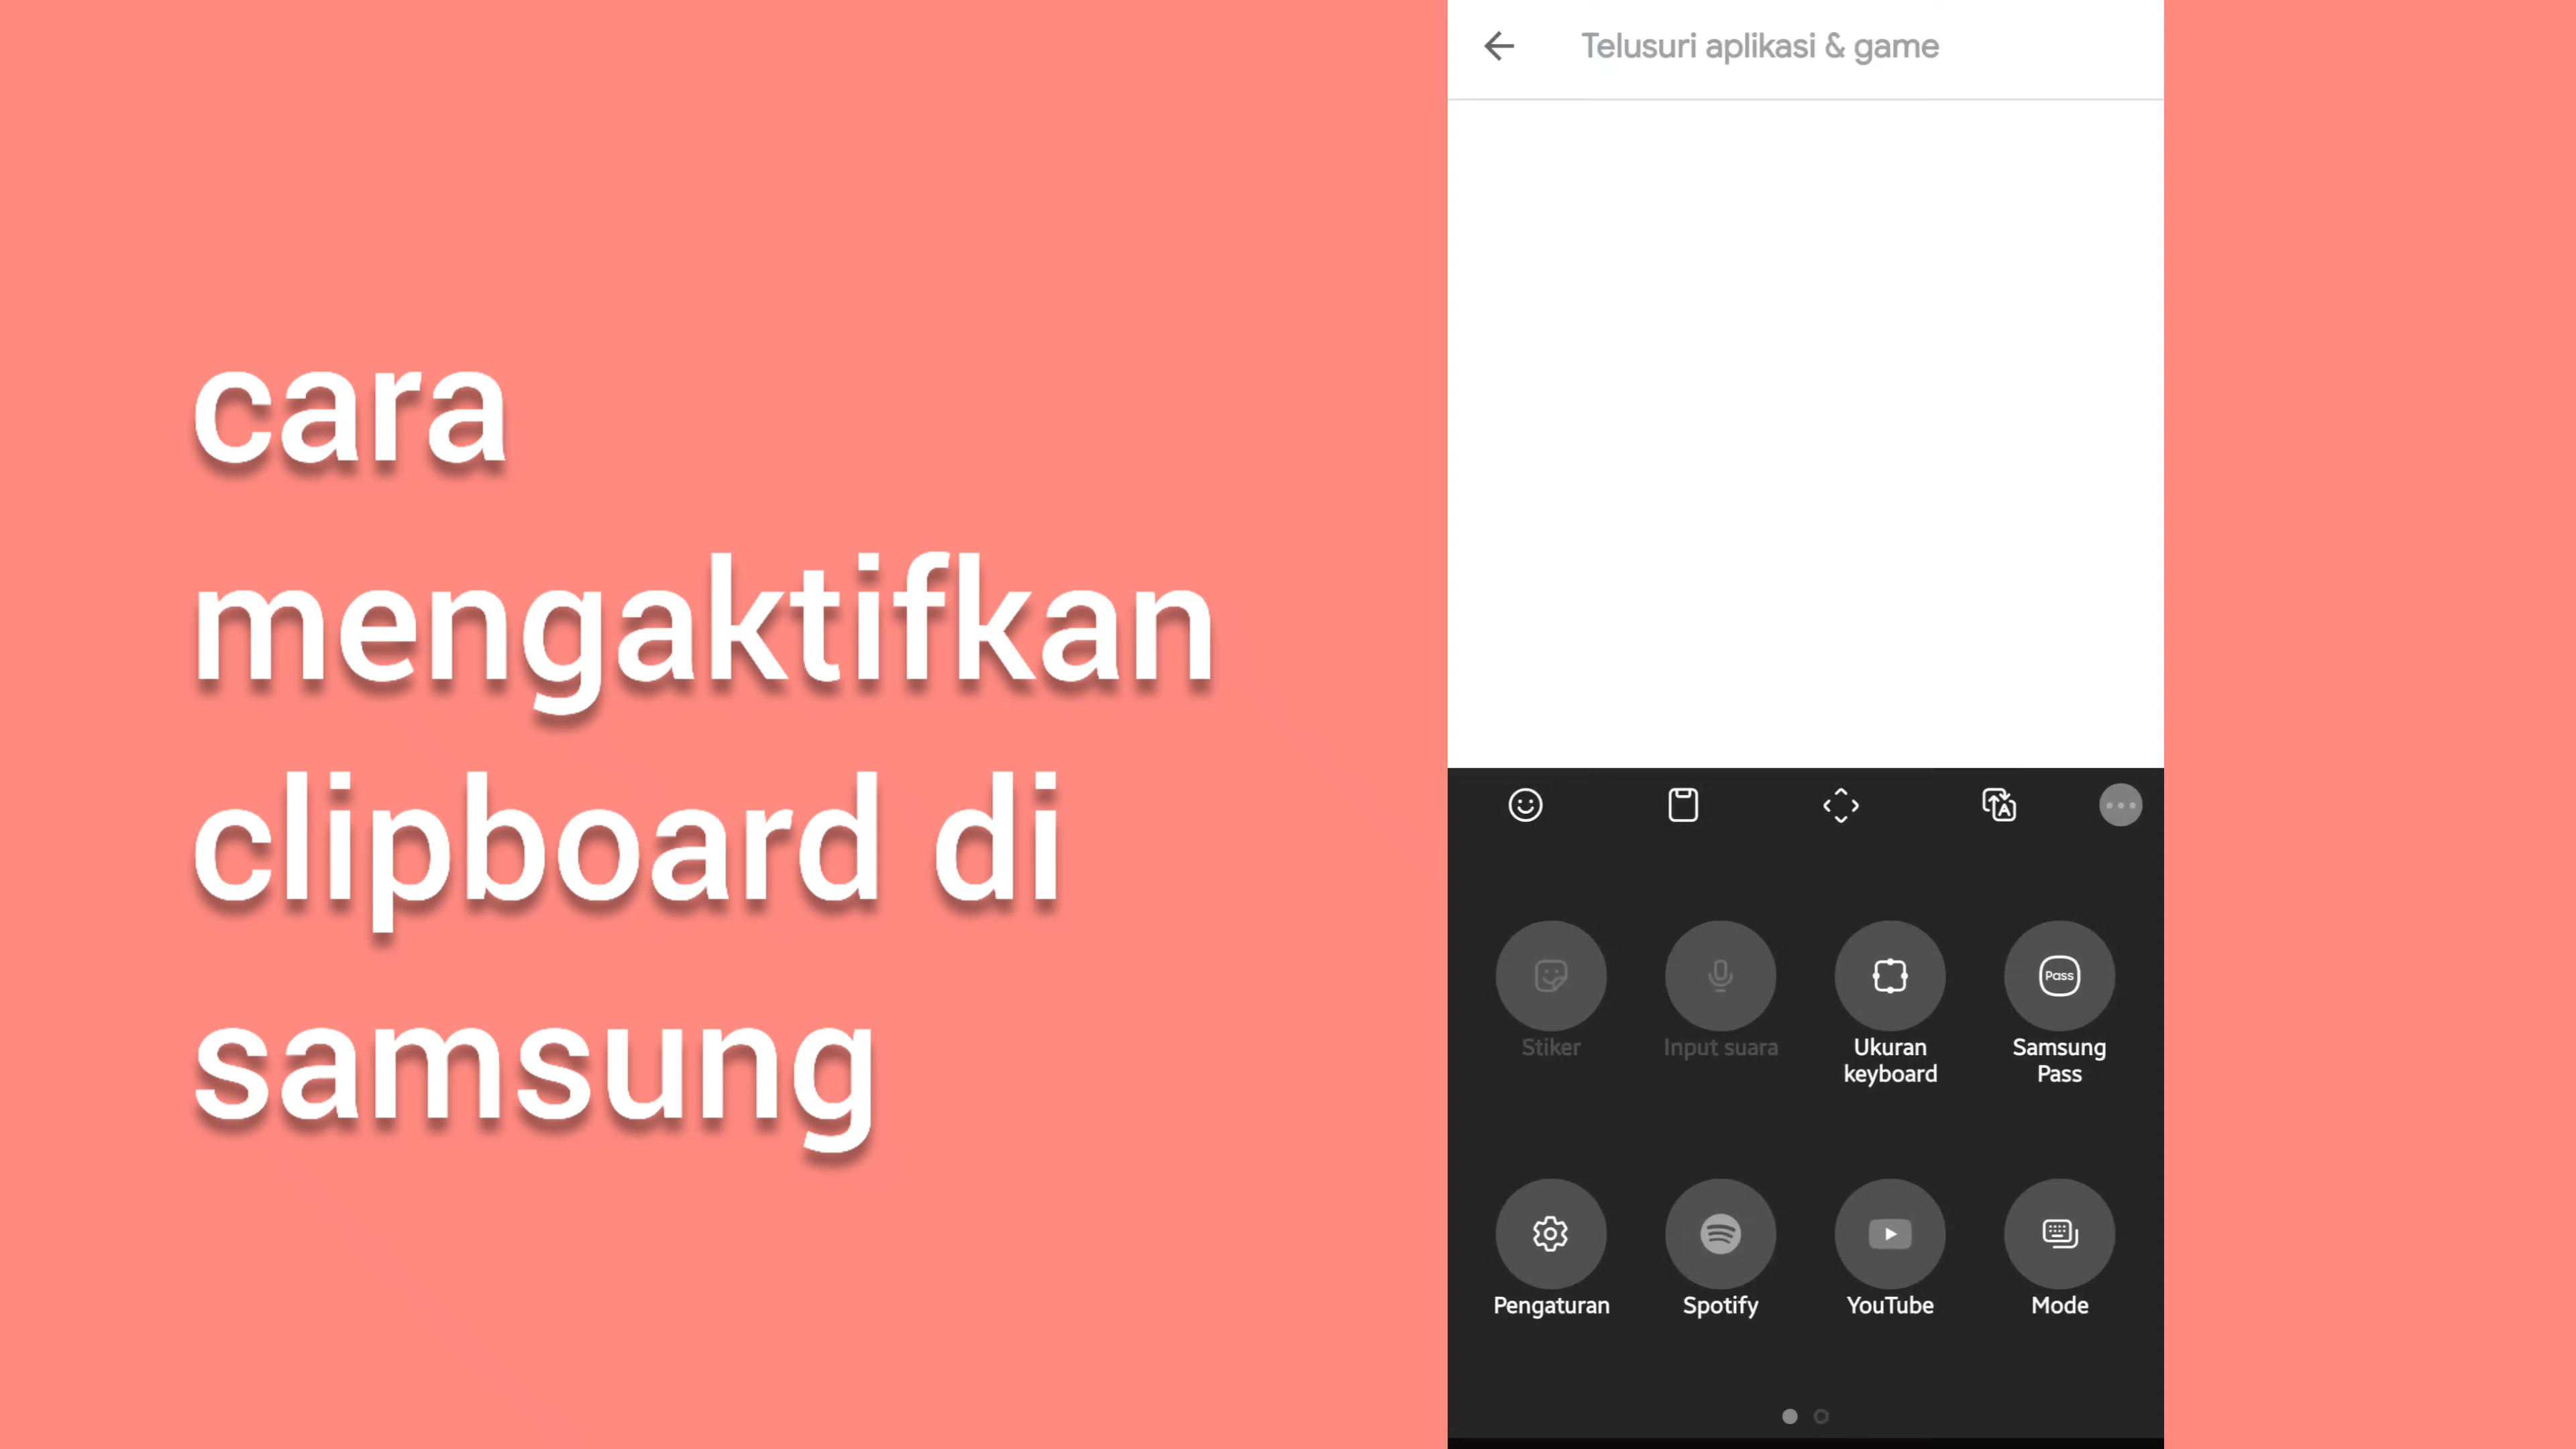 cara
mengaktifkan
clipboard di
samsung
Telusuri aplikasi & game
Stiker
Input suara
Ukuran
keyboard
Pass
Samsung
Pass
Pengaturan
Spotify
YouTube
Mode